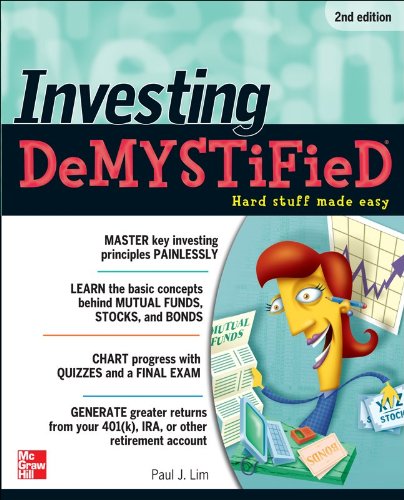 2nd edition
Investing
DeMYSTiFieD®
Hard stuff made easy
MASTER key investing
principles PAINLESSLY
LEARN the basic concepts
behind MUTUAL FUNDS,
STOCKS, and BONDS
CHART progress with
QUIZZES and a FINAL EXAM
GENERATE greater returns
from your 401(k), IRA, or other
retirement account
MUTUAL
FUNDS
XYZ
STOCK
BONDS
Mc
Graw
Hill
Paul J. Lim